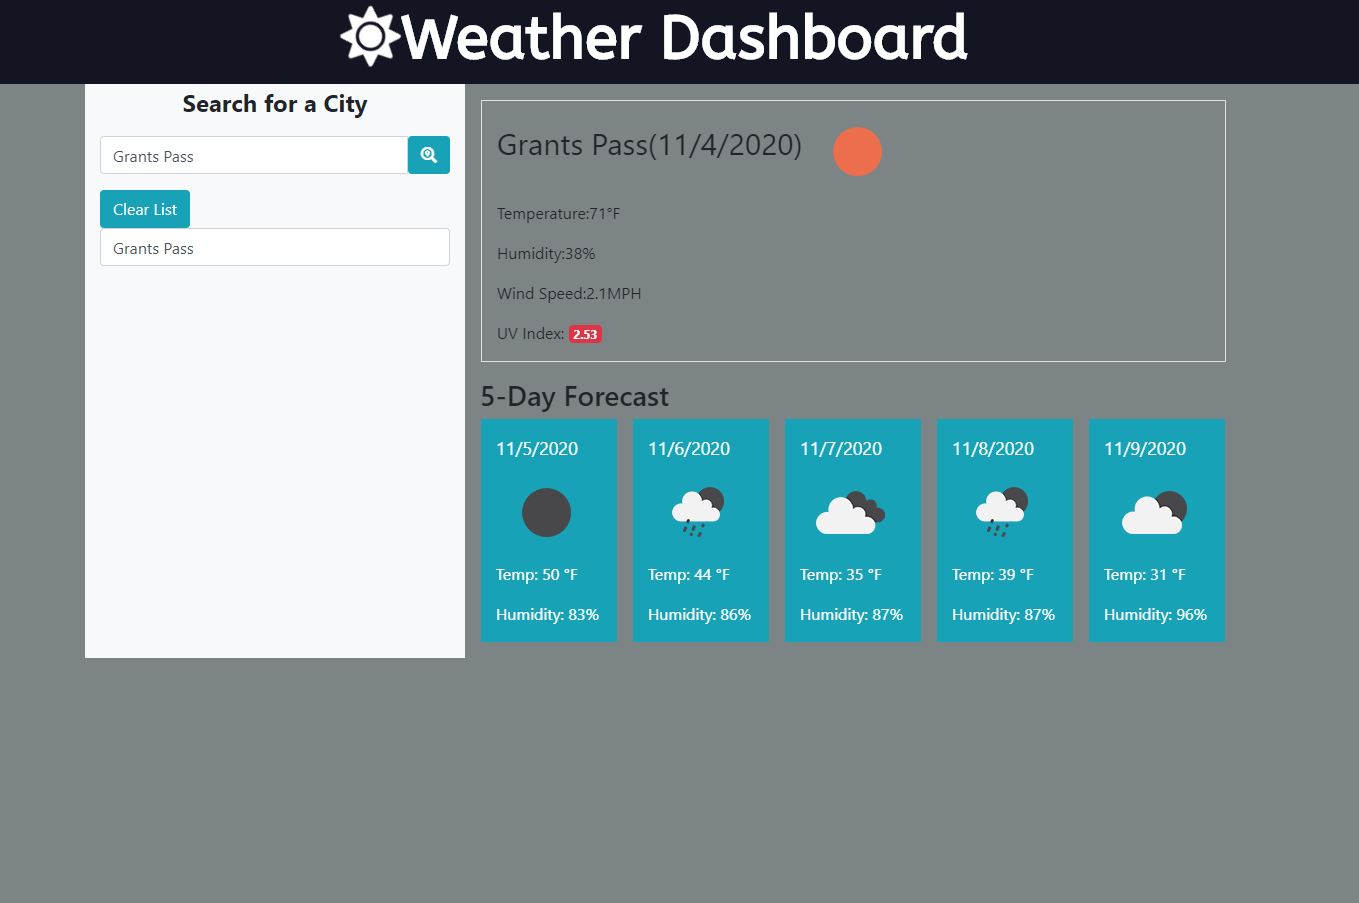 Weather Dashboard
Search for a City
Grants Pass
Clear List
Grants Pass
Grants Pass(11/4/2020)
Temperature:71°F
Humidity:38%
Wind Speed:2.1MPH
UV Index: 2.53
5-Day Forecast
11/5/2020
Temp: 50 °F
Humidity: 83%
11/6/2020
Temp: 44 °F
Humidity: 86%
11/7/2020
Temp: 35 °F
Humidity: 87%
11/8/2020
Temp: 39 °F
Humidity: 87%
11/9/2020
Temp: 31 °F
Humidity: 96%